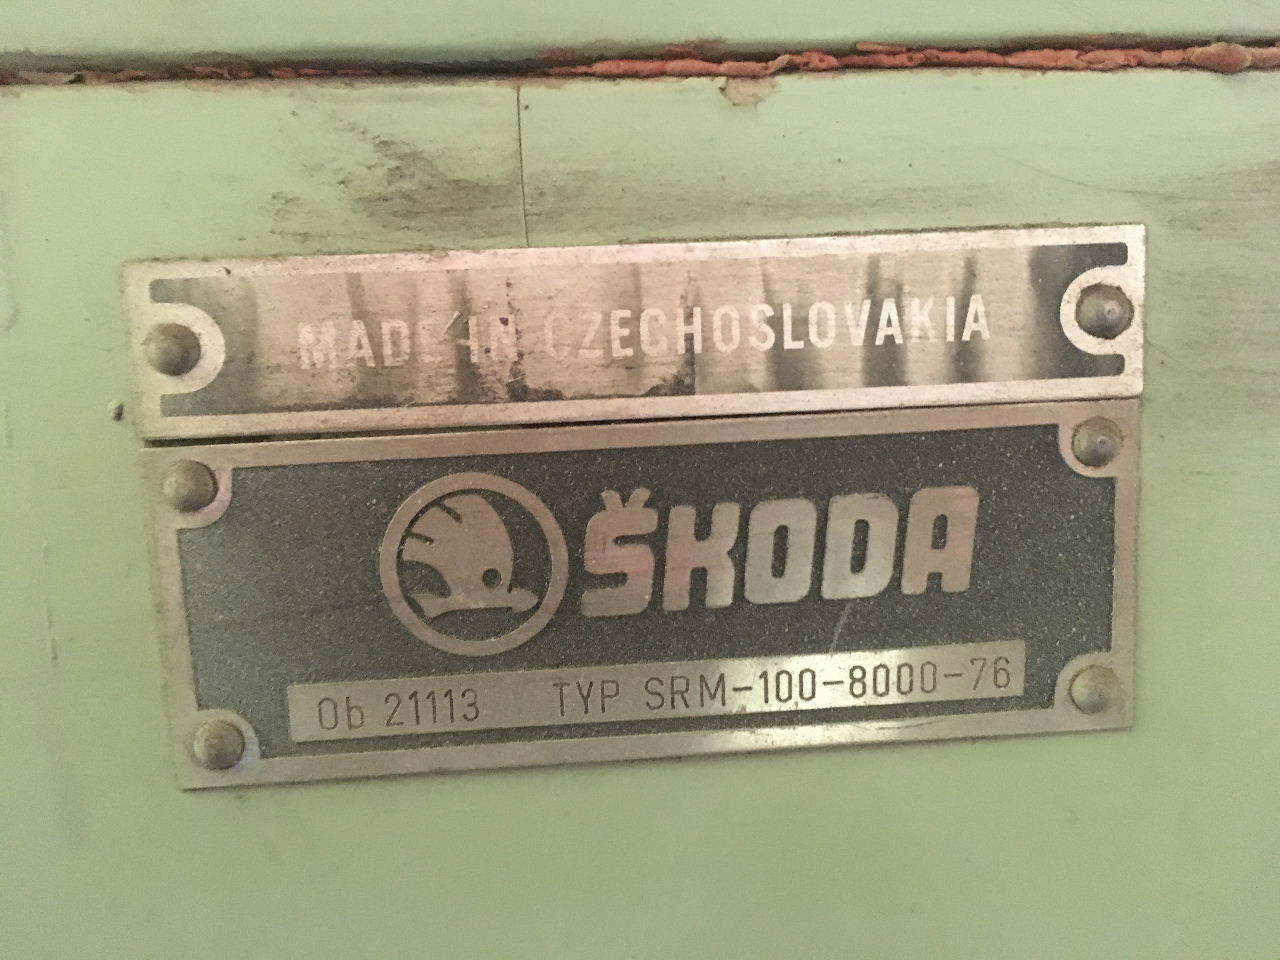 MADE IN CZECHOSLOVAKIA
ŠKODA
Ob 21113 TYP SRM-100-8000-76